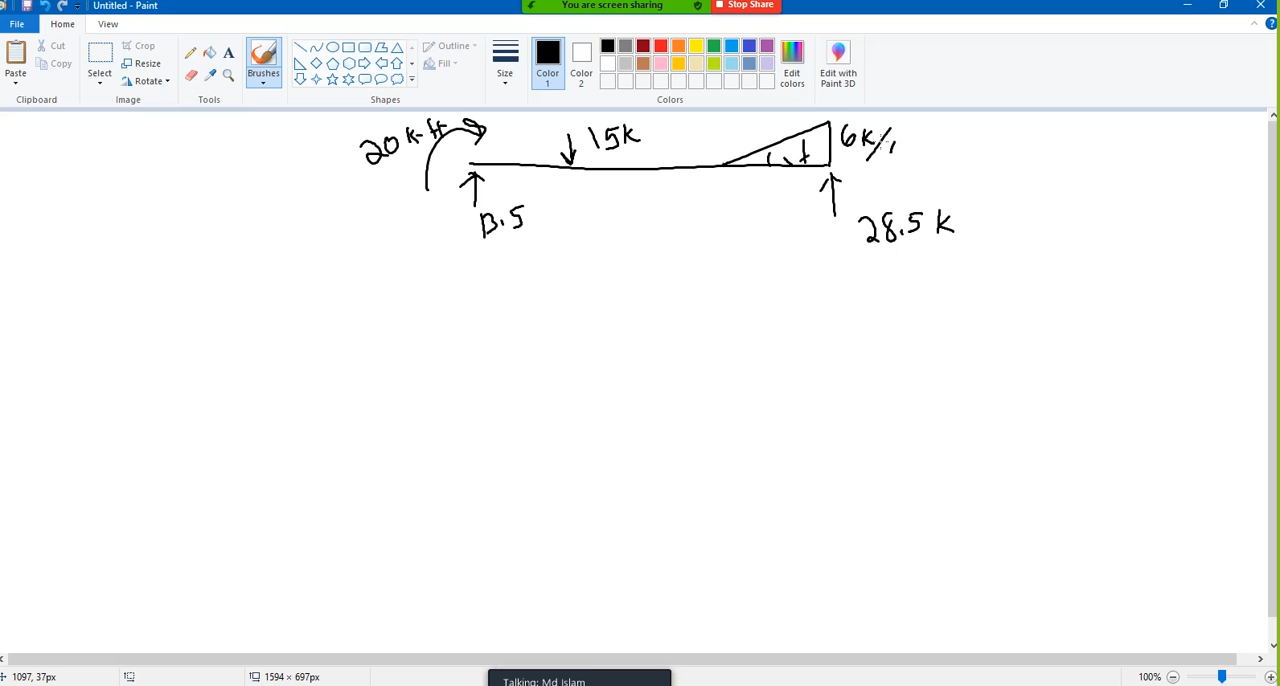 Untitled - Paint
You are screen sharing
Stop Share
File
Home
View
Paste
Cut
Copy
Clipboard
Select
Crop
Resize
Rotate
Image
A
Tools
Brushes
Shapes
Outline
Fill
Size
Color
1
Color
2
Colors
Edit
colors
Edit with
Paint 3D
20 k-ft
15k
6k/
B.5
28.5 k
1097, 37px
1594 × 697px
100%
Talking: Md Islam